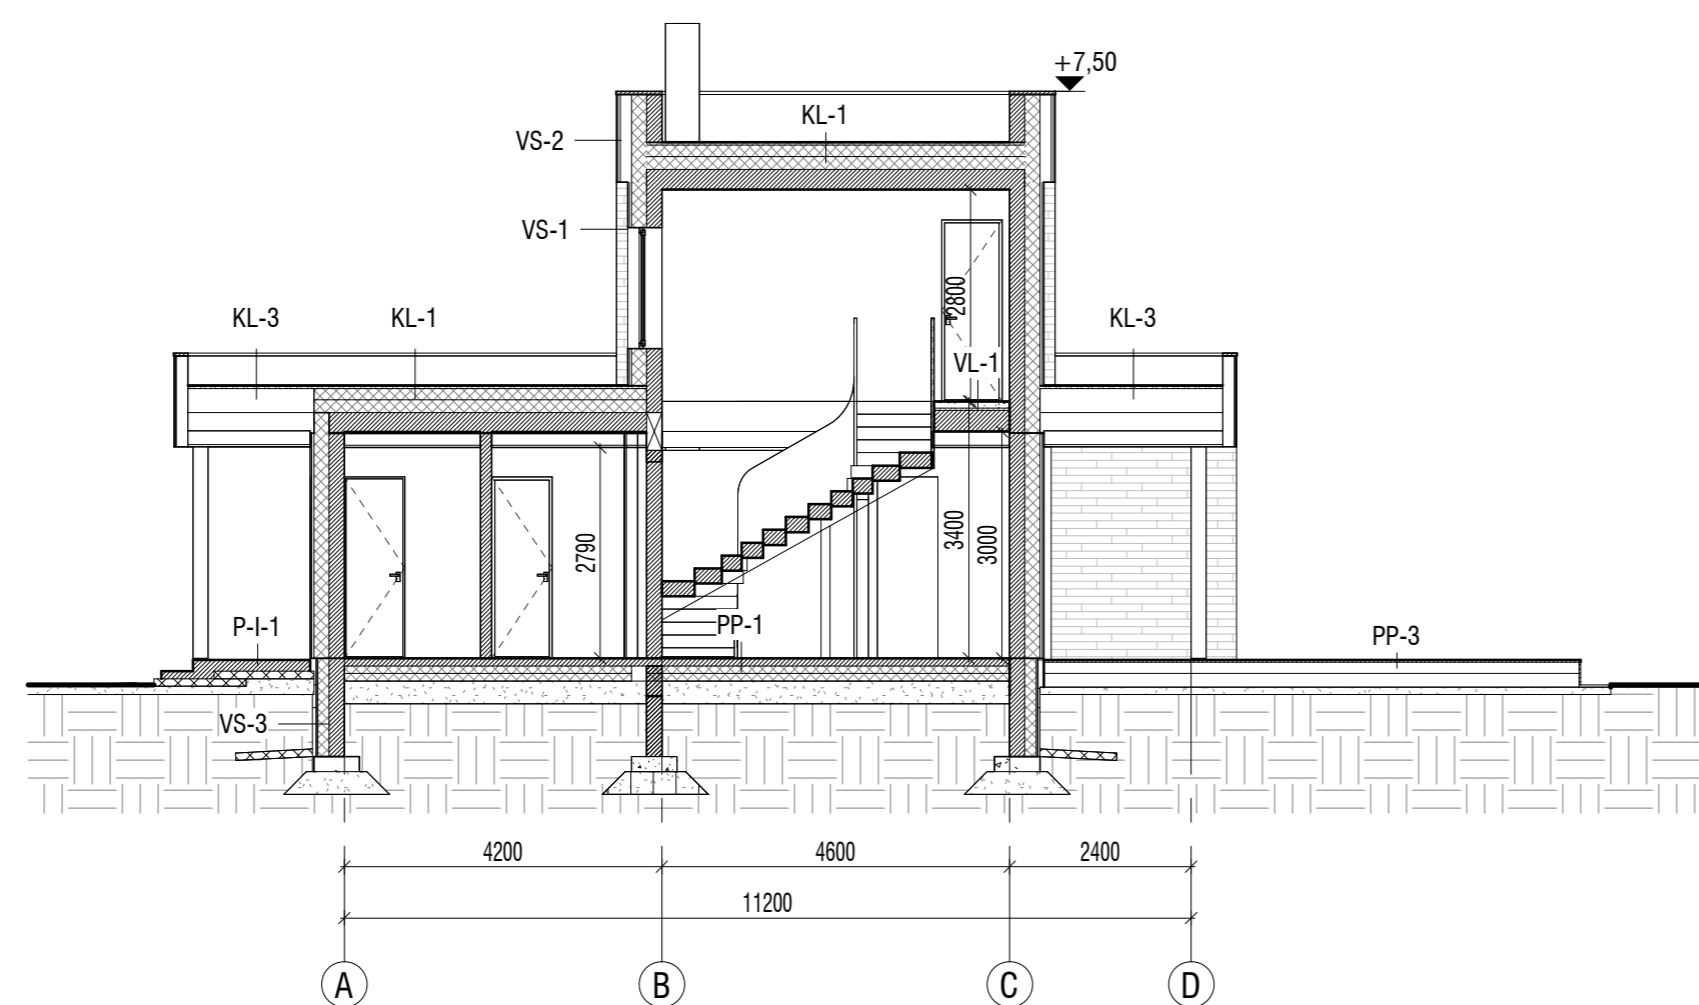 +7,50
KL-1
VS-2
VS-1
2800
KL-3
KL-1
KL-3
VL-1
2790
3400
3000
P-I-1
PP-1
PP-3
VS-3
4200
4600
2400
11200
A
B
C
D